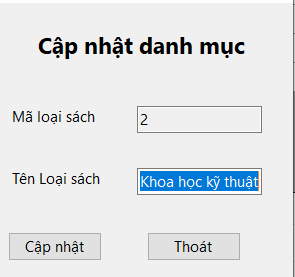 Cập nhật danh mục
Mã loại sách 2
Tên Loại sách Khoa học kỹ thuật
Cập nhật Thoát